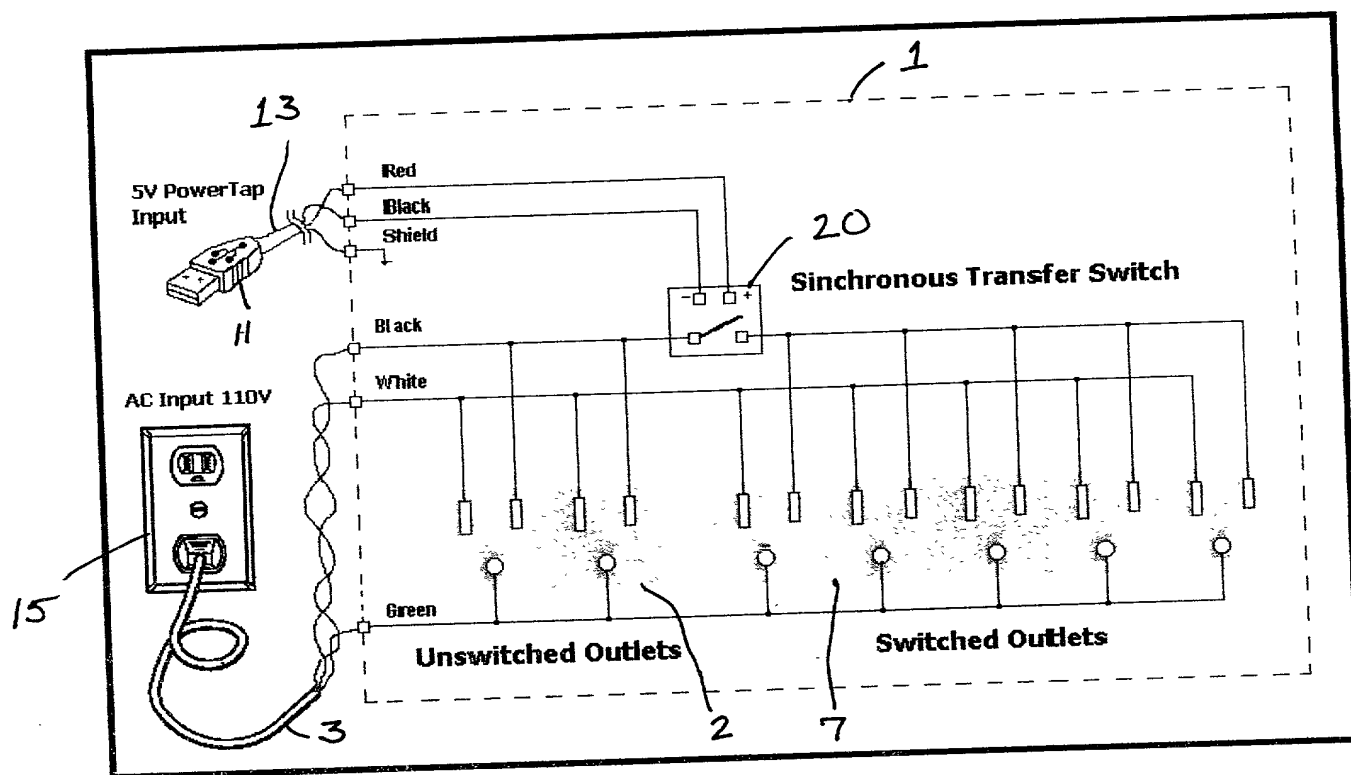 1
13
Red
5V PowerTap
Input
Black
Shield
20
- +
Sinchronous Transfer Switch
11
Black
White
AC Input 110V
15
Green
Unswitched Outlets
Switched Outlets
3
2
7